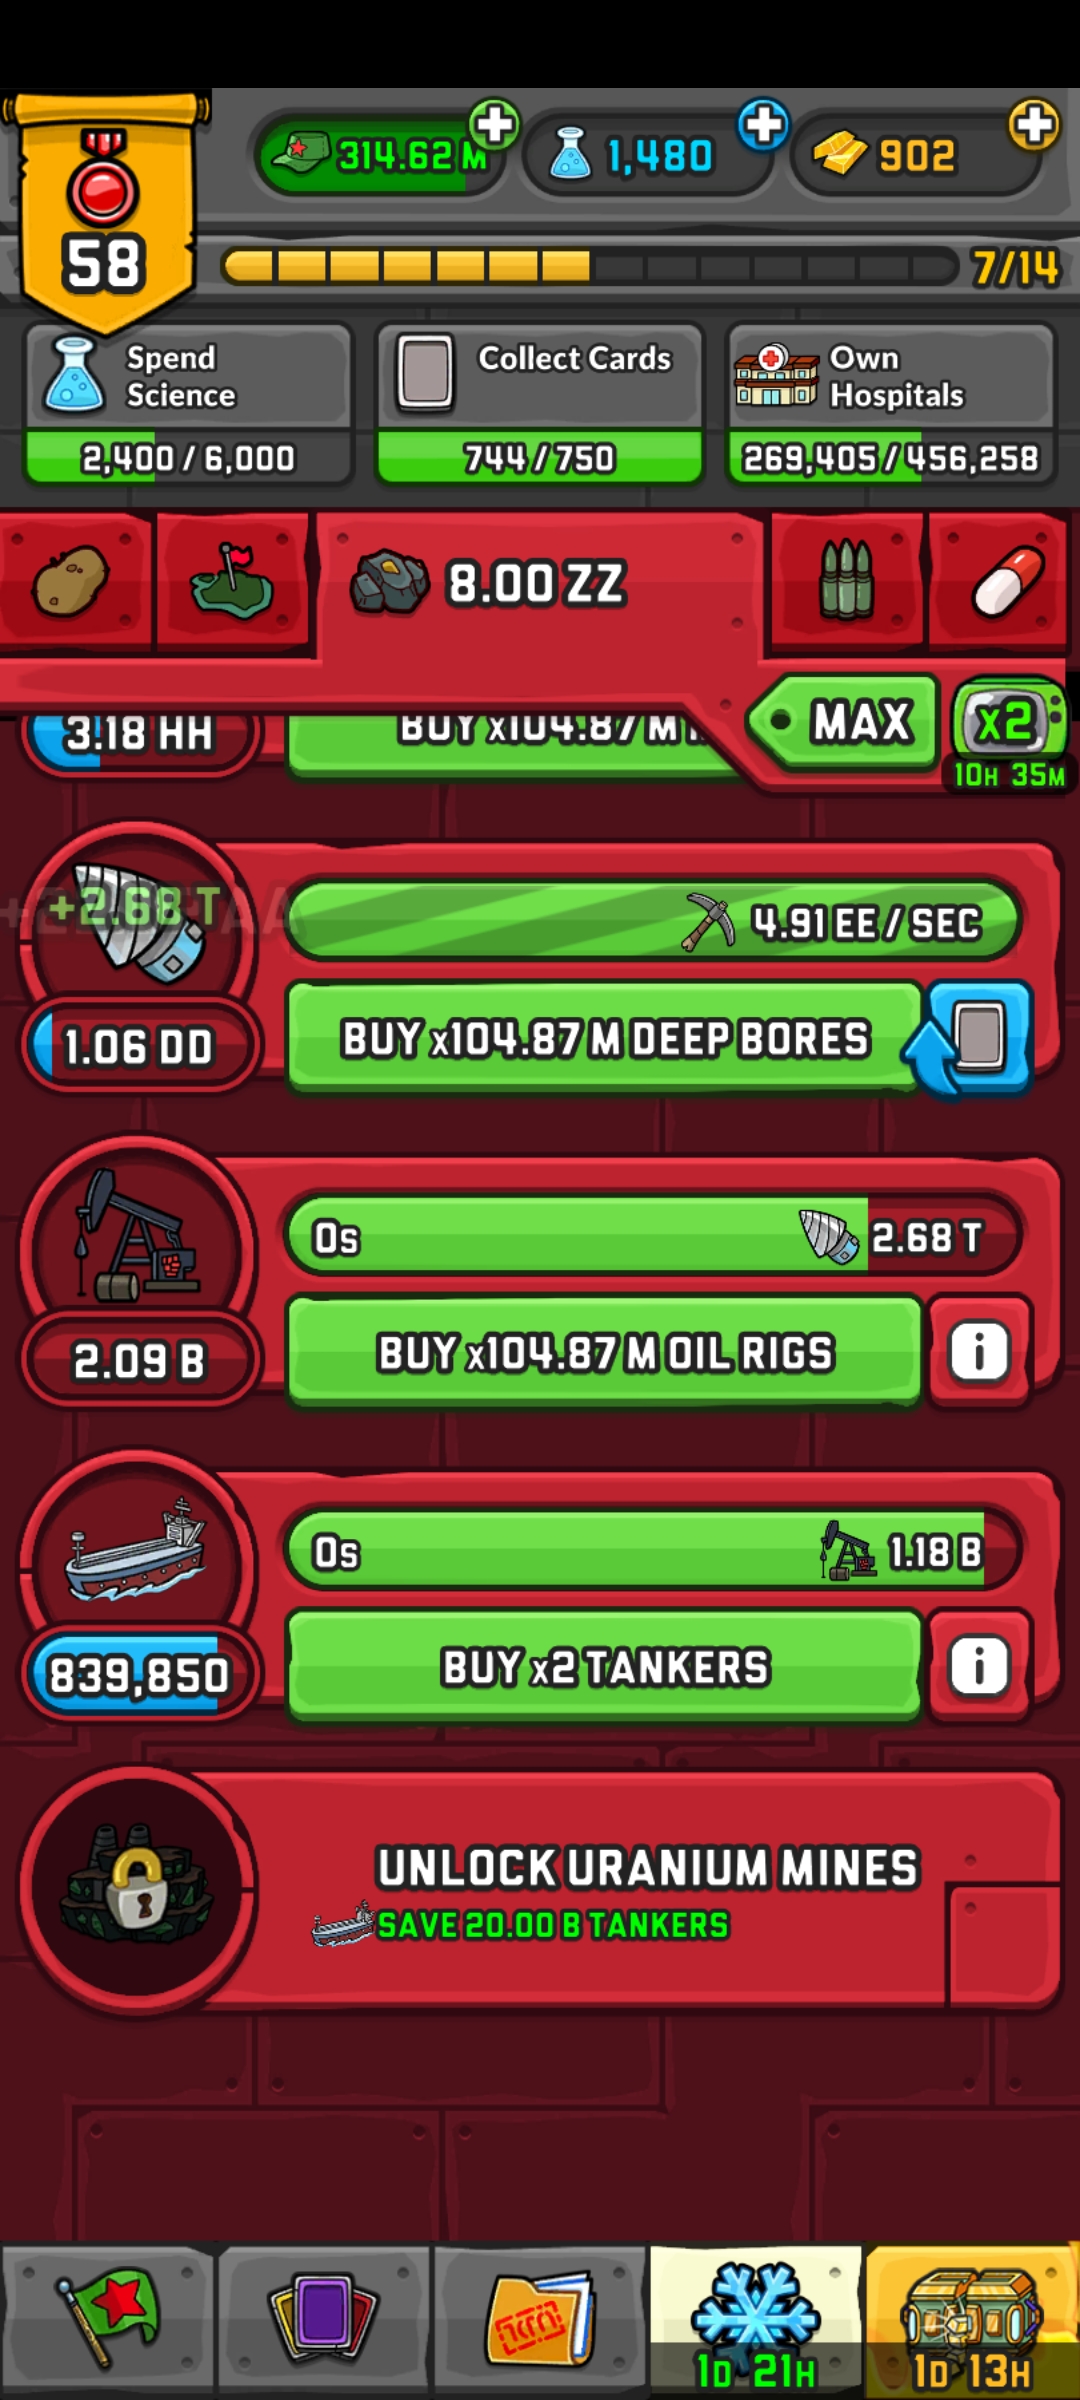 314.62 M
1,480
902
58
7/14
Spend
Science
2,400 / 6,000
Collect Cards
744 / 750
Own
Hospitals
269,405 / 456,258
8.00 ZZ
MAX
x2
10H 35M
3.18 HH
BUY x104.87 M
+2.68 T
4.91 EE / SEC
1.06 DD
BUY x104.87 M DEEP BORES
0s
2.68 T
2.09 B
BUY x104.87 M OIL RIGS
i
0s
1.18 B
839,850
BUY x2 TANKERS
i
UNLOCK URANIUM MINES
SAVE 20.00 B TANKERS
1D 21H
1D 13H